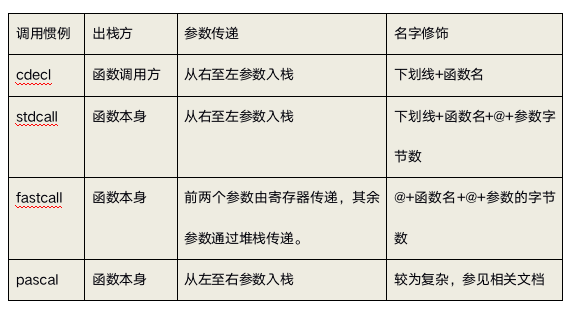 调用惯例 出栈方 参数传递 名字修饰
cdecl 函数调用方 从右至左参数入栈 下划线+函数名
stdcall 函数本身 从右至左参数入栈 下划线+函数名+@+参数字
节数
fastcall 函数本身 前两个参数由寄存器传递，其余 @+函数名+@+参数的字节
参数通过堆栈传递。 数
pascal 函数本身 从左至右参数入栈 较为复杂，参见相关文档